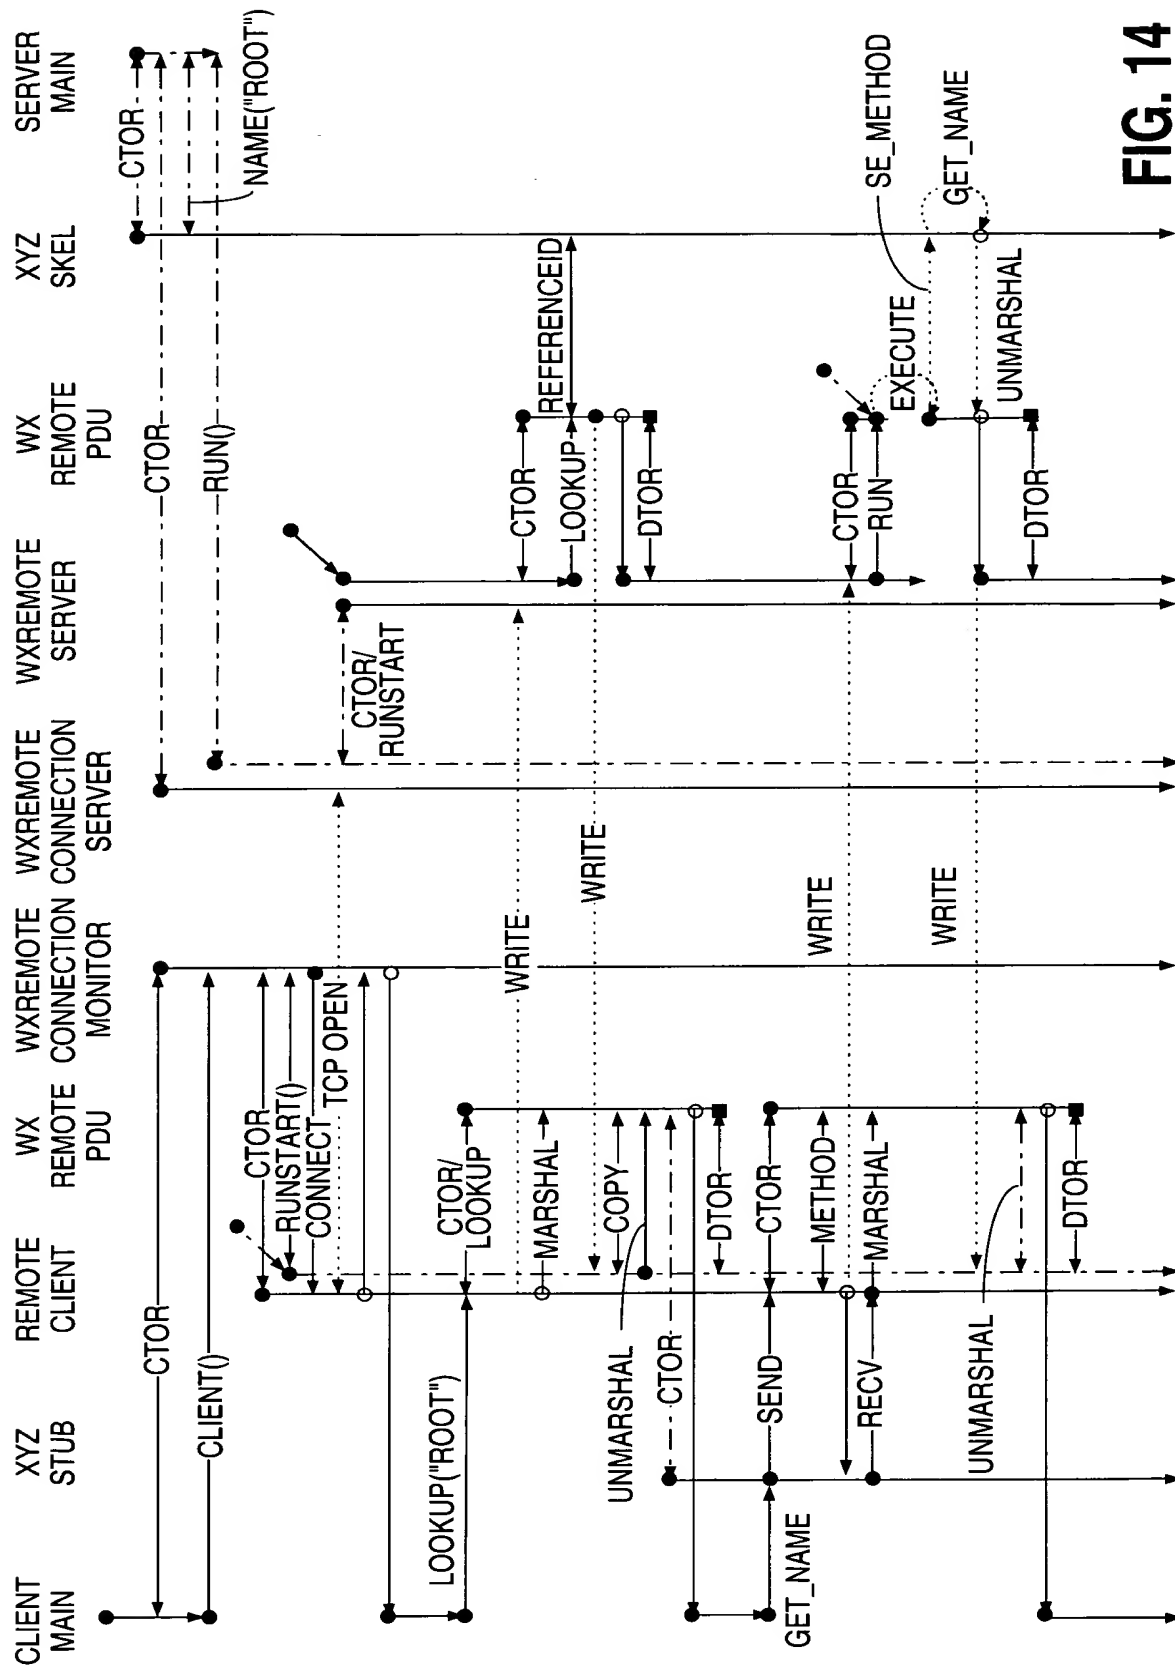 CLIENT
MAIN
XYZ
STUB
REMOTE
CLIENT
WX
REMOTE
PDU
WXREMOTE
CONNECTION
MONITOR
WXREMOTE
CONNECTION
SERVER
WXREMOTE
SERVER
WX
REMOTE
PDU
XYZ
SKEL
SERVER
MAIN
CTOR
CTOR
CTOR
NAME("ROOT")
CLIENT()
RUN()
CTOR
RUNSTART()
CONNECT
TCP OPEN
CTOR/
RUNSTART
LOOKUP("ROOT")
CTOR/
LOOKUP
WRITE
CTOR
MARSHAL
LOOKUP
REFERENCEID
WRITE
COPY
UNMARSHAL
DTOR
CTOR
DTOR
GET_NAME
SEND
CTOR
METHOD
WRITE
CTOR
RUN
RECV
MARSHAL
EXECUTE
SE_METHOD
GET_NAME
WRITE
UNMARSHAL
UNMARSHAL
DTOR
DTOR
FIG. 14